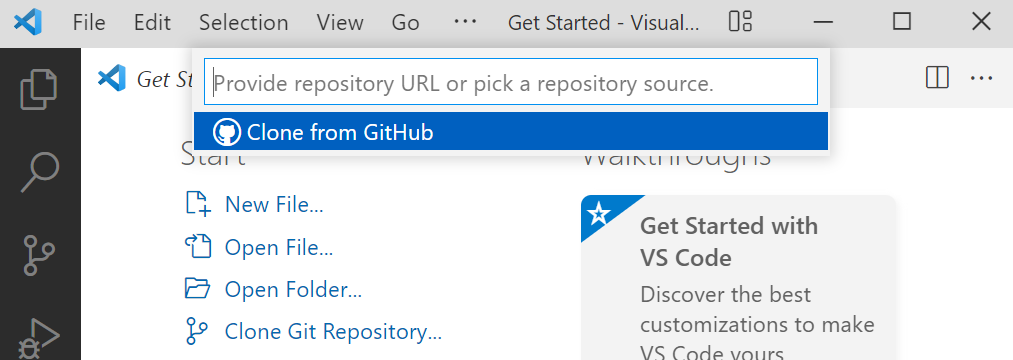 File Edit Selection View Go ··· Get Started - Visual...
Get St
Provide repository URL or pick a repository source.
Clone from GitHub
Start
New File...
Open File...
Open Folder...
Clone Git Repository...
Walkthroughs
Get Started with
VS Code
Discover the best
customizations to make
VS Code yours